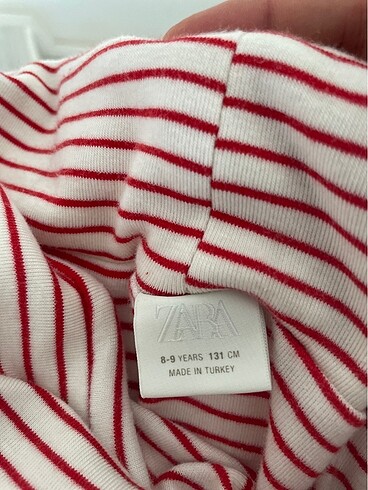 ZARA
8-9 YEARS 131 CM
MADE IN TURKEY